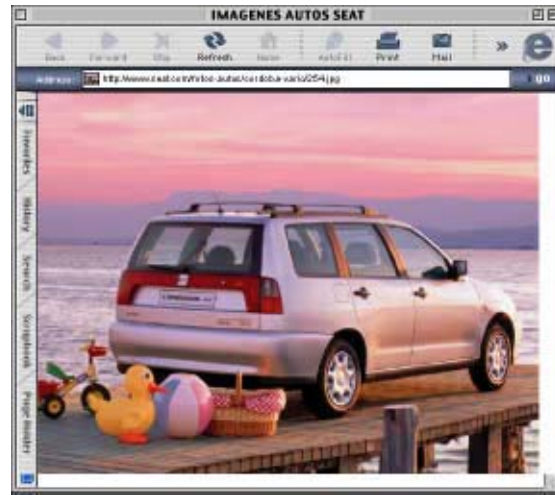 IMAGENES AUTOS SEAT
Back Forward Stop Refresh Home AutoFill Print Mail »
Address: http://www.seat.com/fotos-autos/cordoba-vario/254.jpg go
Favorites
History
Search
Scrapbook
Page Holder